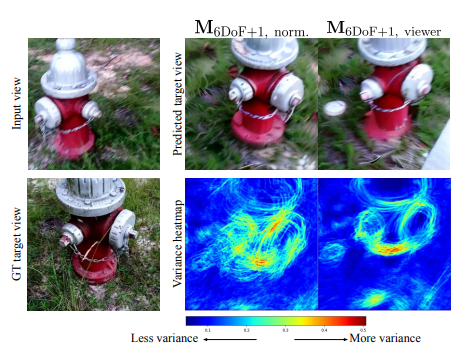 M6DoF+1, norm. M6DoF+1, viewer
Input view
Predicted target view
GT target view
Variance heatmap
0.1 0.2 0.3 0.4 0.5
Less variance More variance